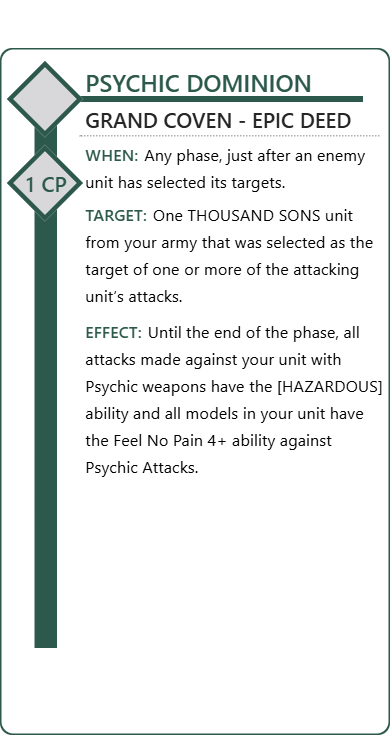 PSYCHIC DOMINION
GRAND COVEN - EPIC DEED
1 CP
WHEN: Any phase, just after an enemy
unit has selected its targets.
TARGET: One THOUSAND SONS unit
from your army that was selected as the
target of one or more of the attacking
unit's attacks.
EFFECT: Until the end of the phase, all
attacks made against your unit with
Psychic weapons have the [HAZARDOUS]
ability and all models in your unit have
the Feel No Pain 4+ ability against
Psychic Attacks.